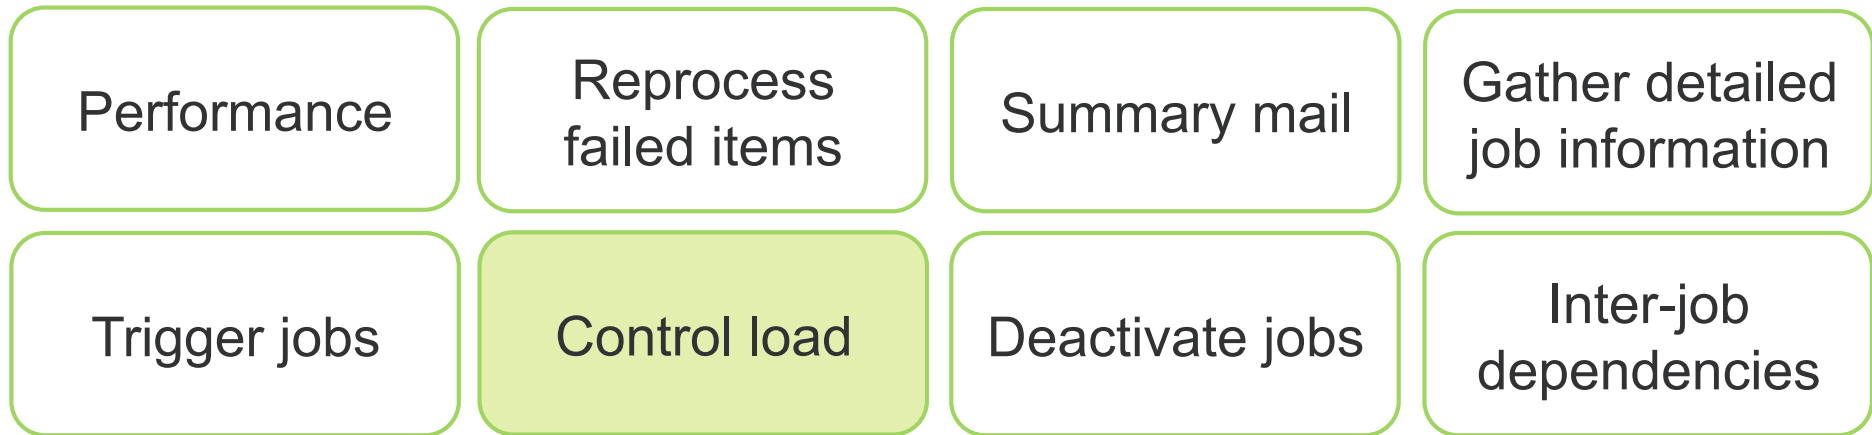 Performance
Reprocess
failed items
Summary mail
Gather detailed
job information
Trigger jobs
Control load
Deactivate jobs
Inter-job
dependencies